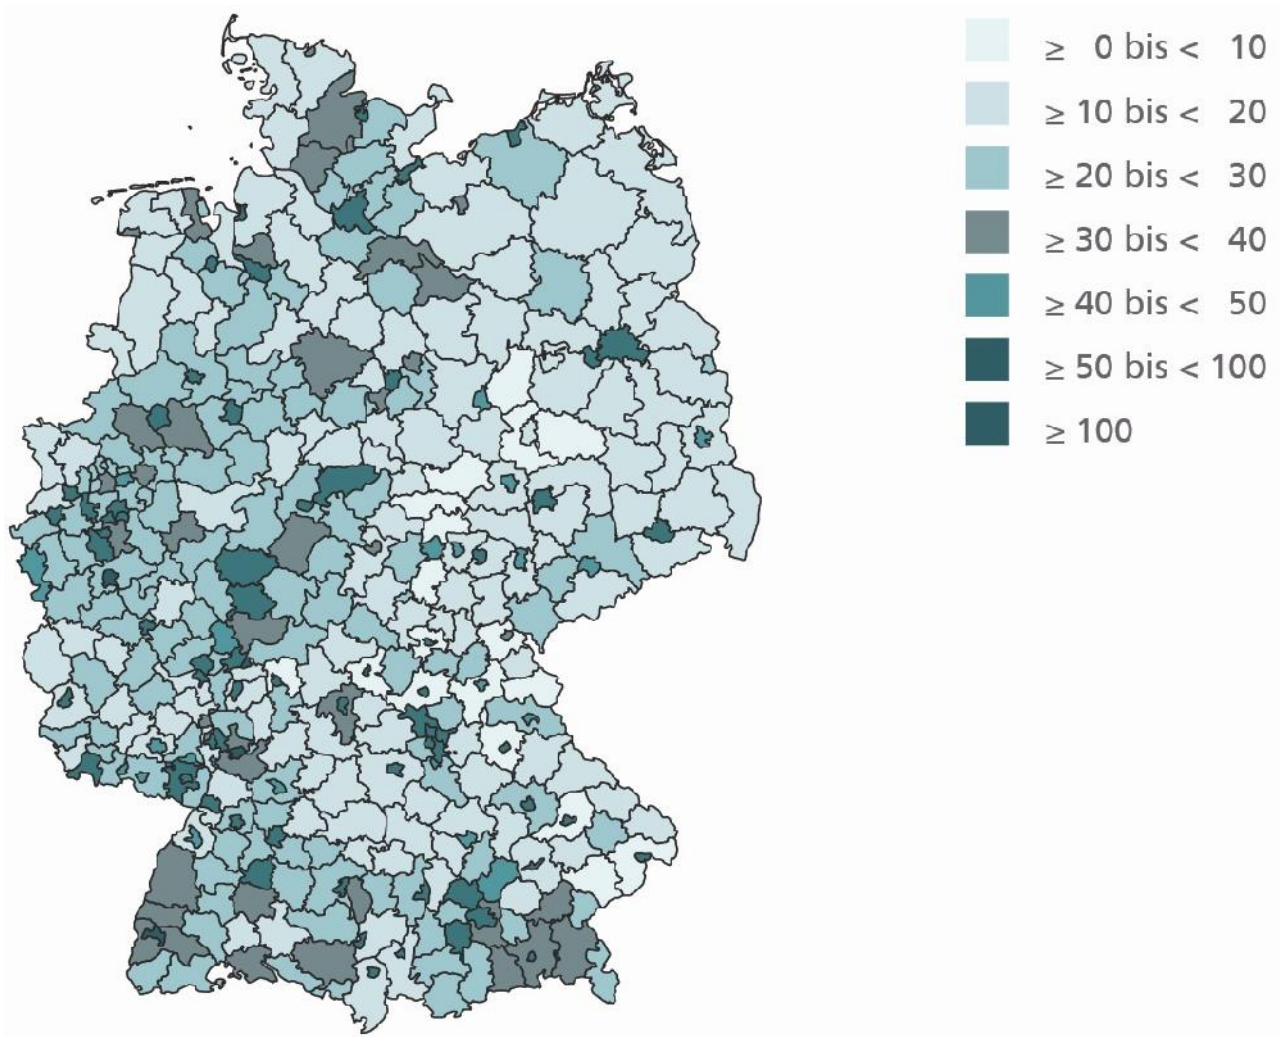 ≥ 0 bis < 10
≥ 10 bis < 20
≥ 20 bis < 30
≥ 30 bis < 40
≥ 40 bis < 50
≥ 50 bis < 100
≥ 100